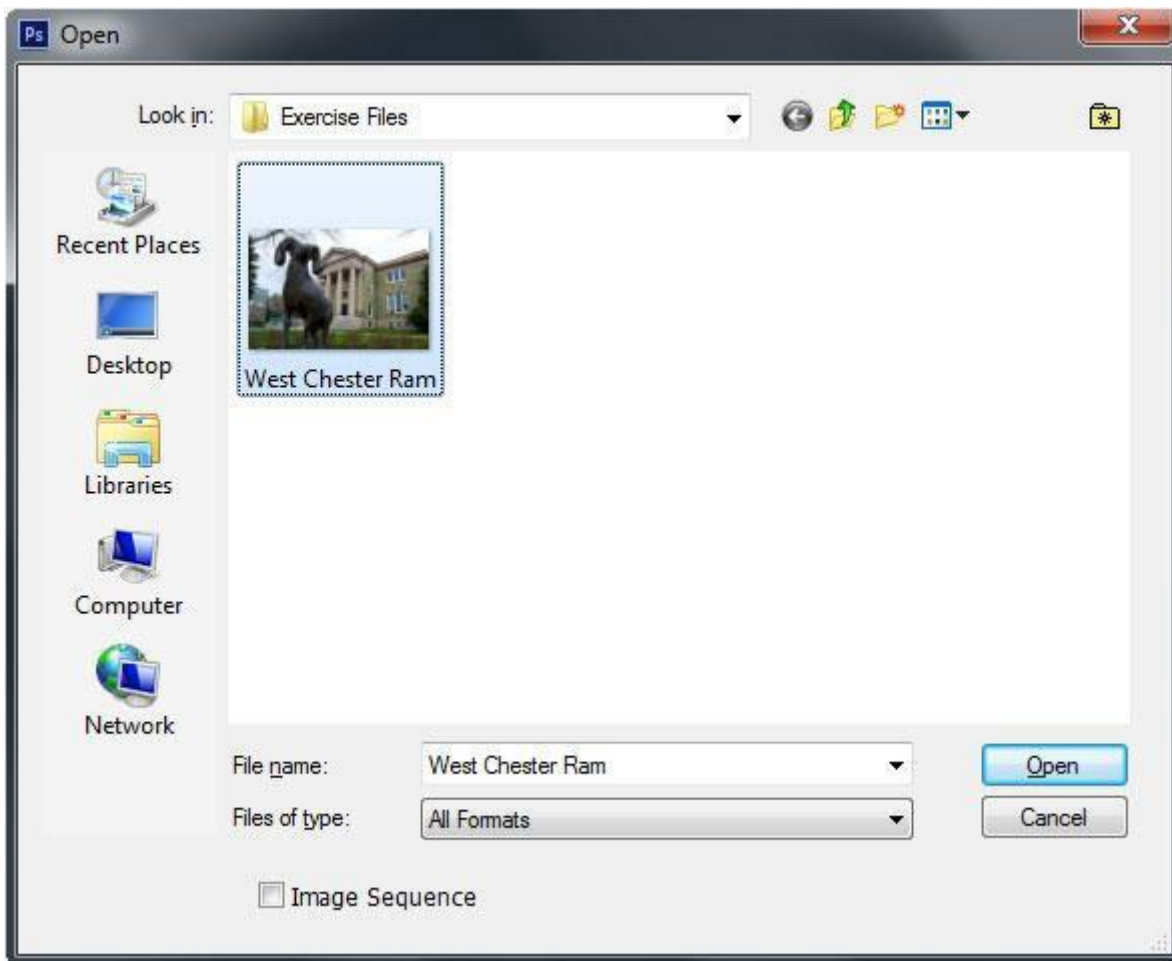 Ps Open
Look in: Exercise Files
Recent Places
Desktop
Libraries
Computer
Network
West Chester Ram
File name: West Chester Ram Open
Files of type: All Formats Cancel
Image Sequence